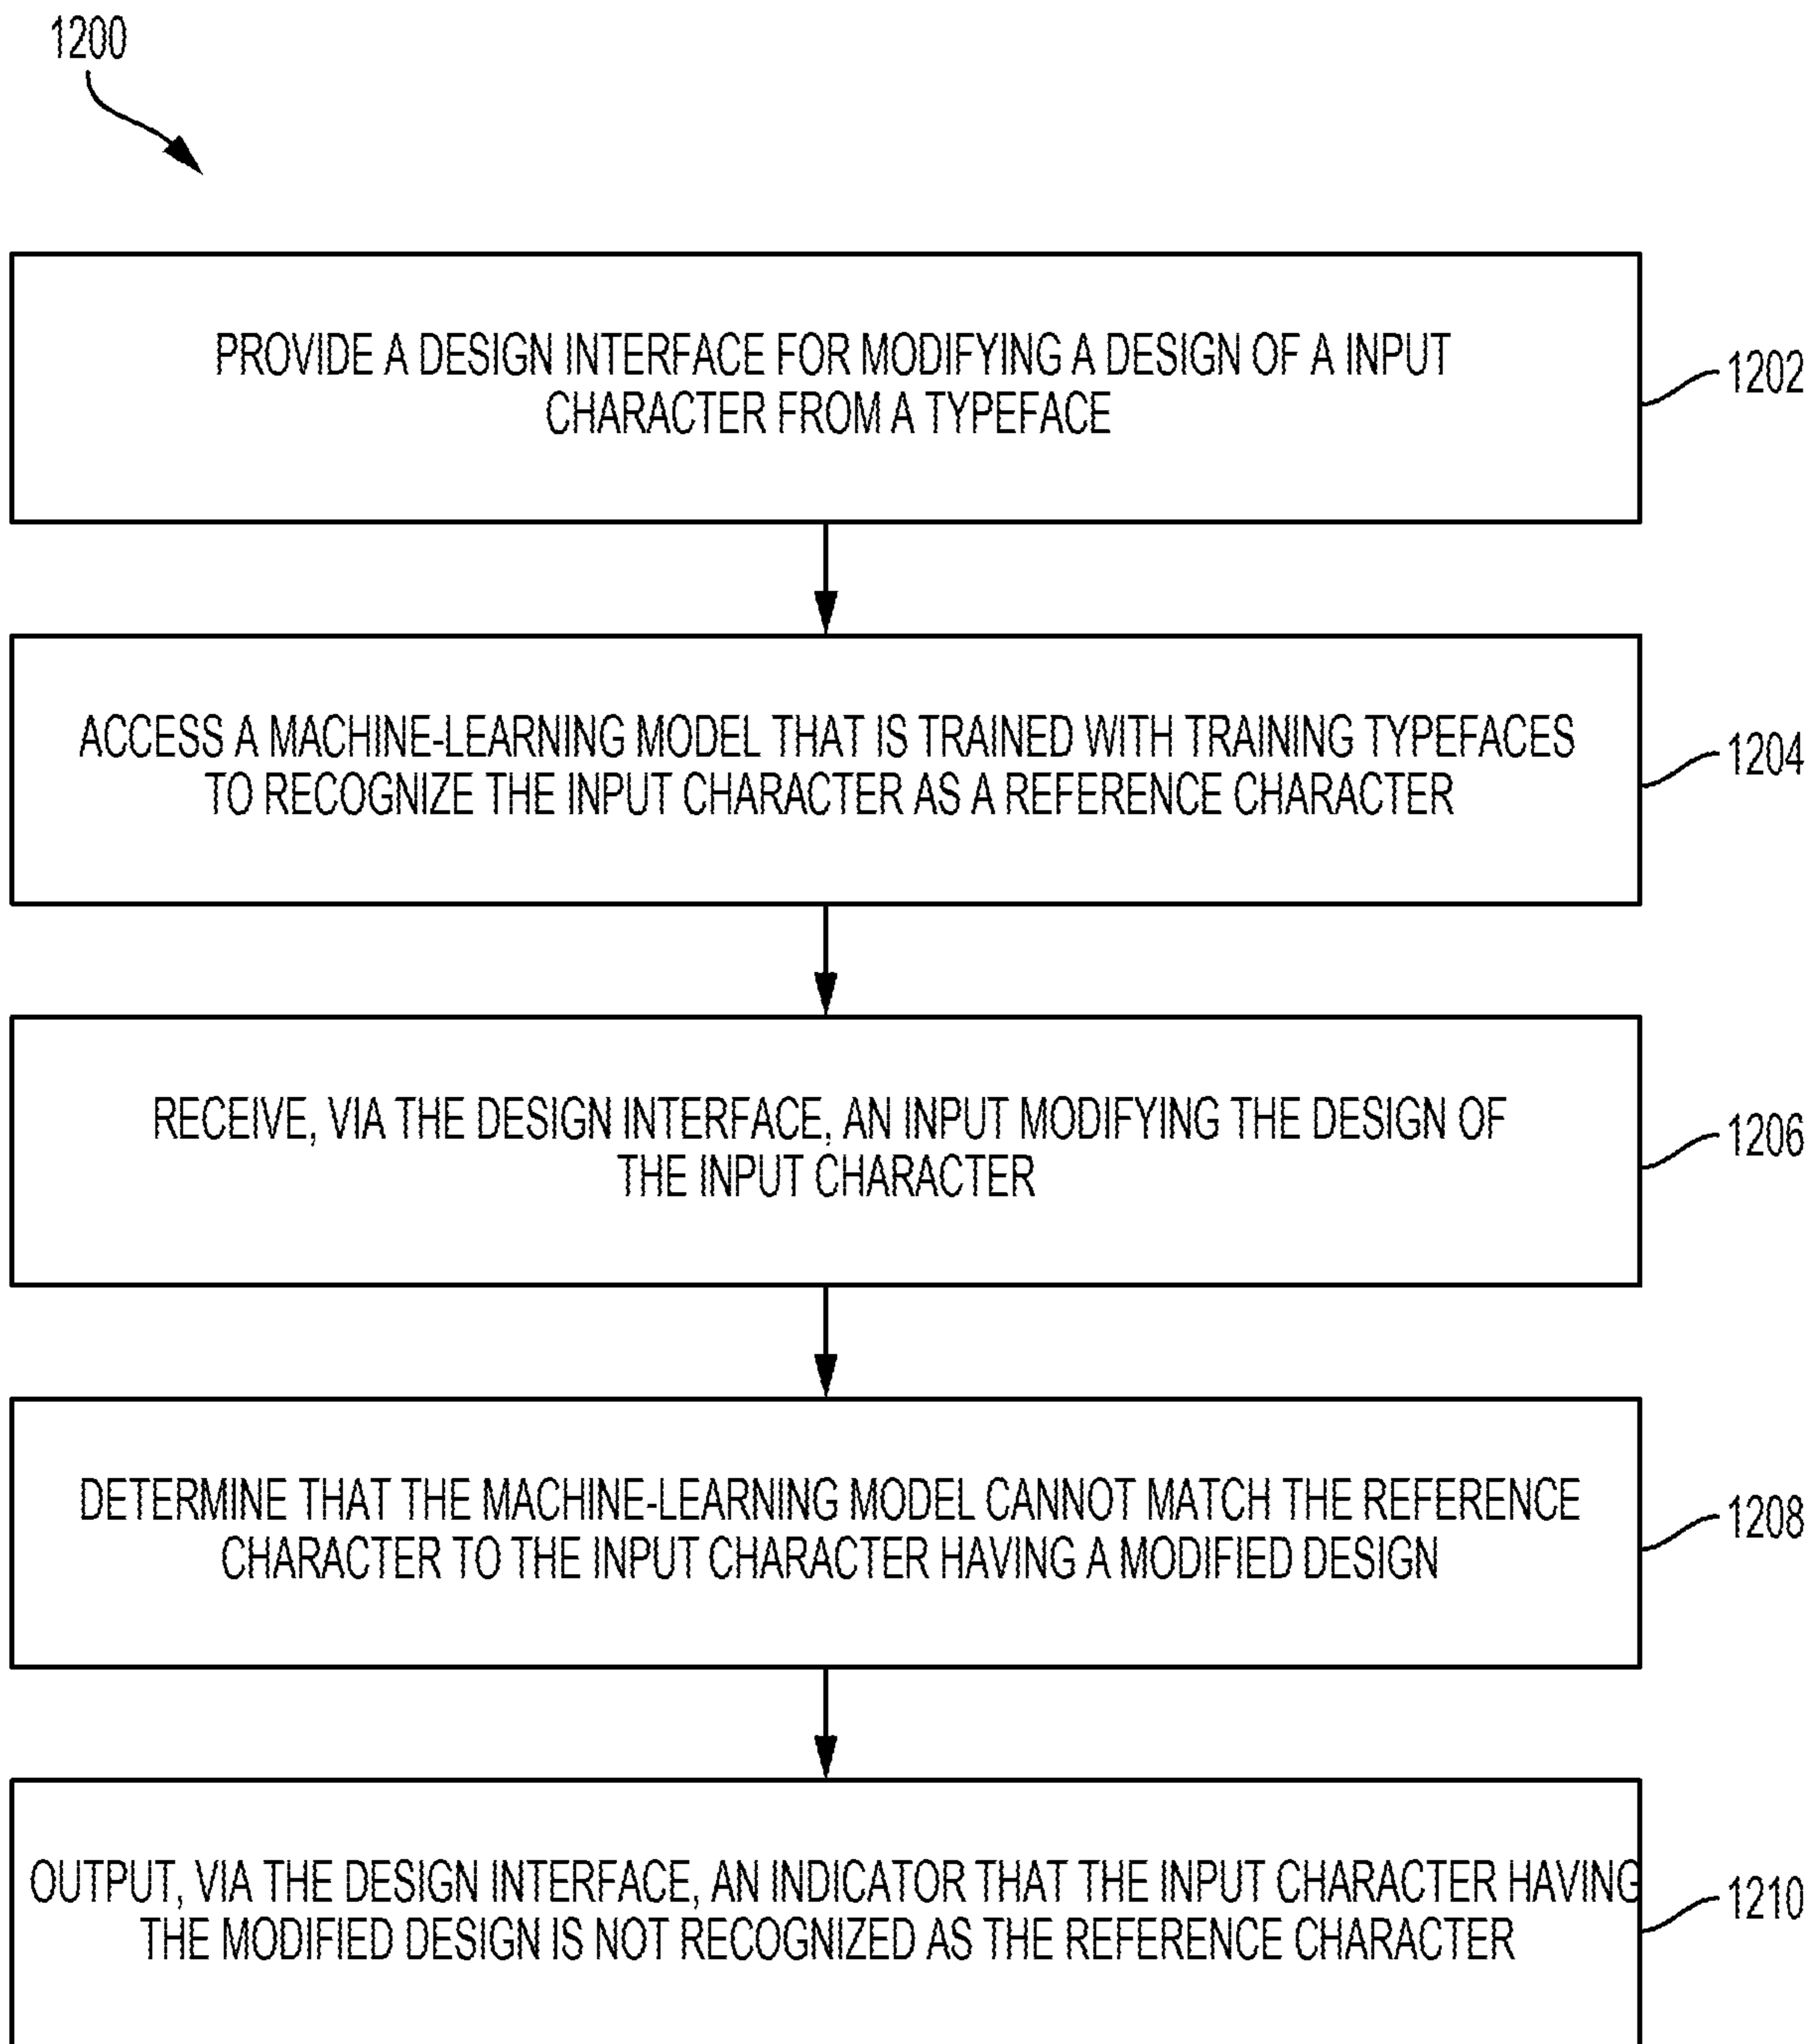 1200
PROVIDE A DESIGN INTERFACE FOR MODIFYING A DESIGN OF A INPUT
CHARACTER FROM A TYPEFACE
1202
ACCESS A MACHINE-LEARNING MODEL THAT IS TRAINED WITH TRAINING TYPEFACES
TO RECOGNIZE THE INPUT CHARACTER AS A REFERENCE CHARACTER
1204
RECEIVE, VIA THE DESIGN INTERFACE, AN INPUT MODIFYING THE DESIGN OF
THE INPUT CHARACTER
1206
DETERMINE THAT THE MACHINE-LEARNING MODEL CANNOT MATCH THE REFERENCE
CHARACTER TO THE INPUT CHARACTER HAVING A MODIFIED DESIGN
1208
OUTPUT, VIA THE DESIGN INTERFACE, AN INDICATOR THAT THE INPUT CHARACTER HAVING
THE MODIFIED DESIGN IS NOT RECOGNIZED AS THE REFERENCE CHARACTER
1210